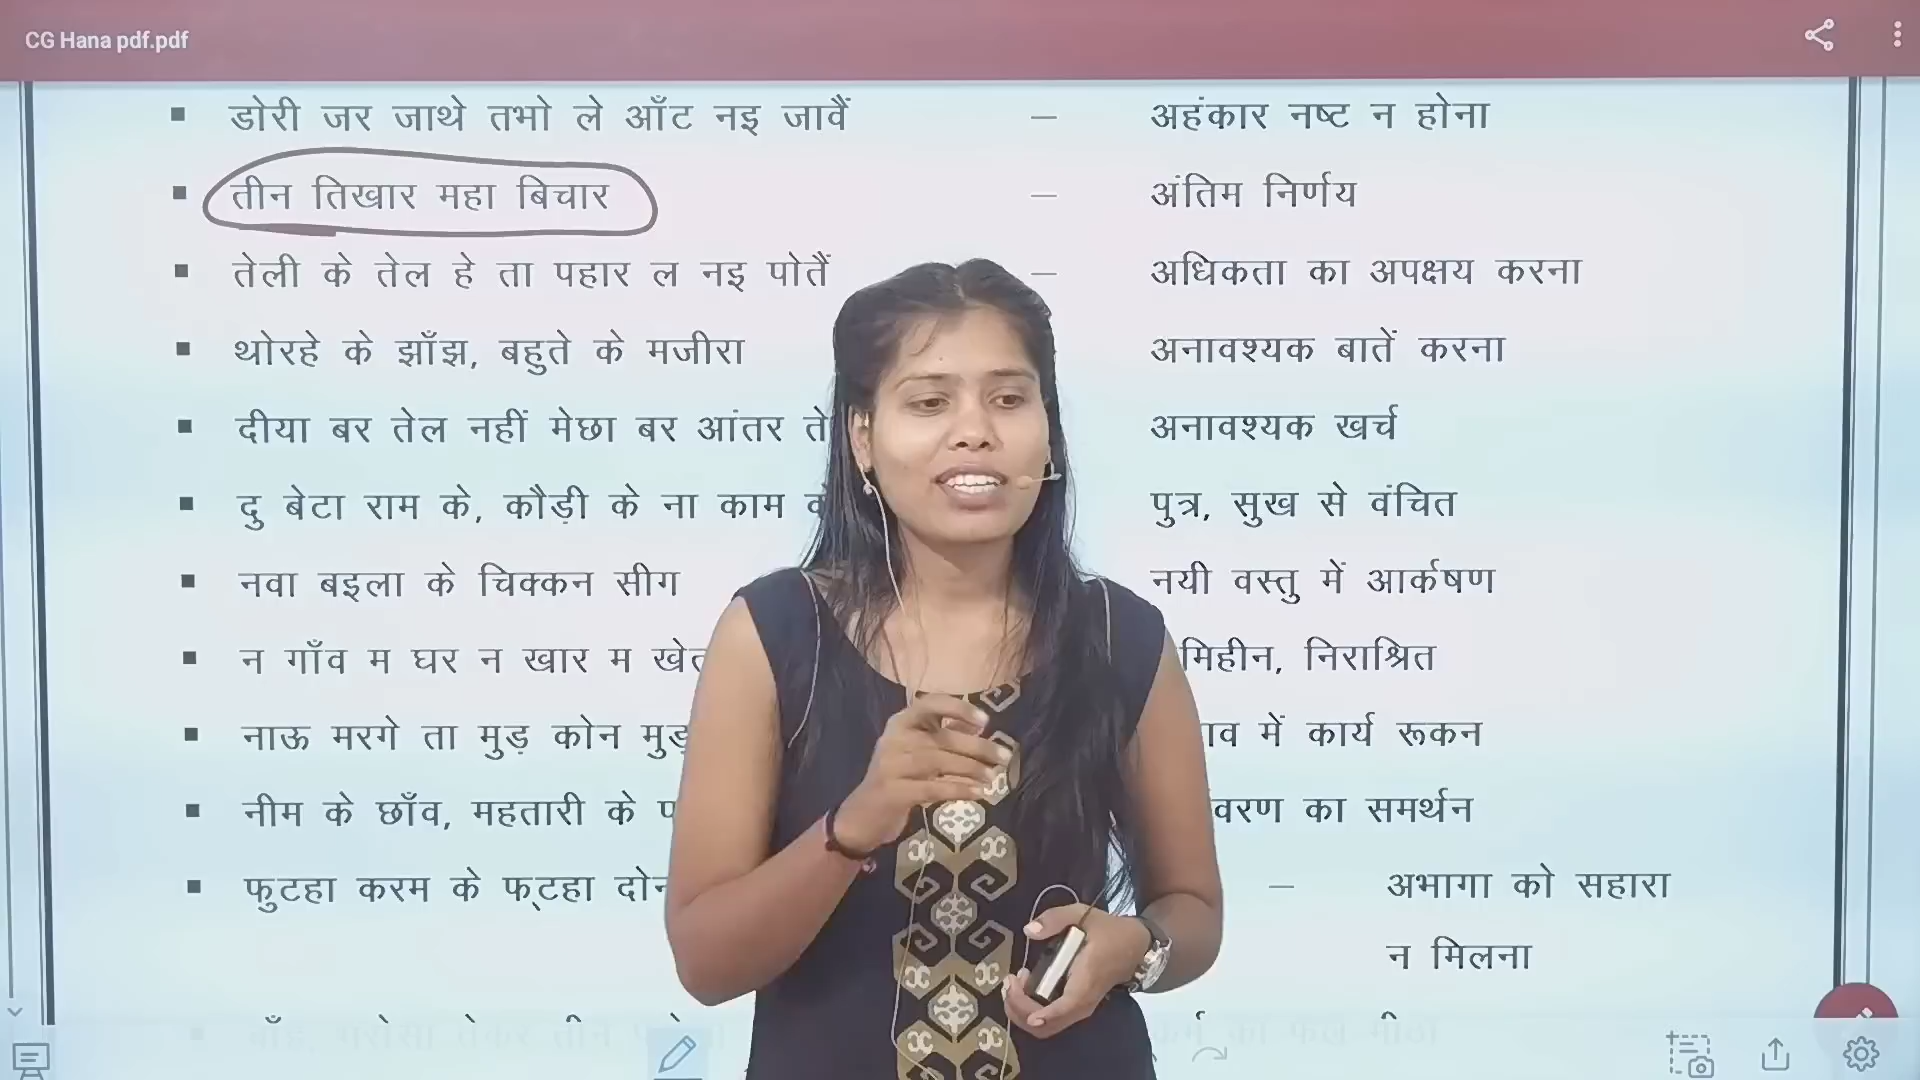 CG Hana pdf.pdf
डोरी जर जाथे तभो ले आँट नइ जावैं – अहंकार नष्ट न होना
तीन तिखार महा बिचार – अंतिम निर्णय
तेली के तेल हे ता पहार ल नइ पोतैं – अधिकता का अपक्षय करना
थोरहे के झाँझ, बहुते के मजीरा अनावश्यक बातें करना
दीया बर तेल नहीं मेछा बर आंतर अनावश्यक खर्च
दु बेटा राम के, कौड़ी के ना काम पुत्र, सुख से वंचित
नवा बइला के चिक्कन सीग नयी वस्तु में आर्कषण
न गाँव म घर न खार म निराश्रित
नाऊ मरगे ता मुड़ कोन में कार्य रूकन
नीम के छाँव, महतारी के का समर्थन
फुटहा करम के फ्टहा – अभागा को सहारा
न मिलना